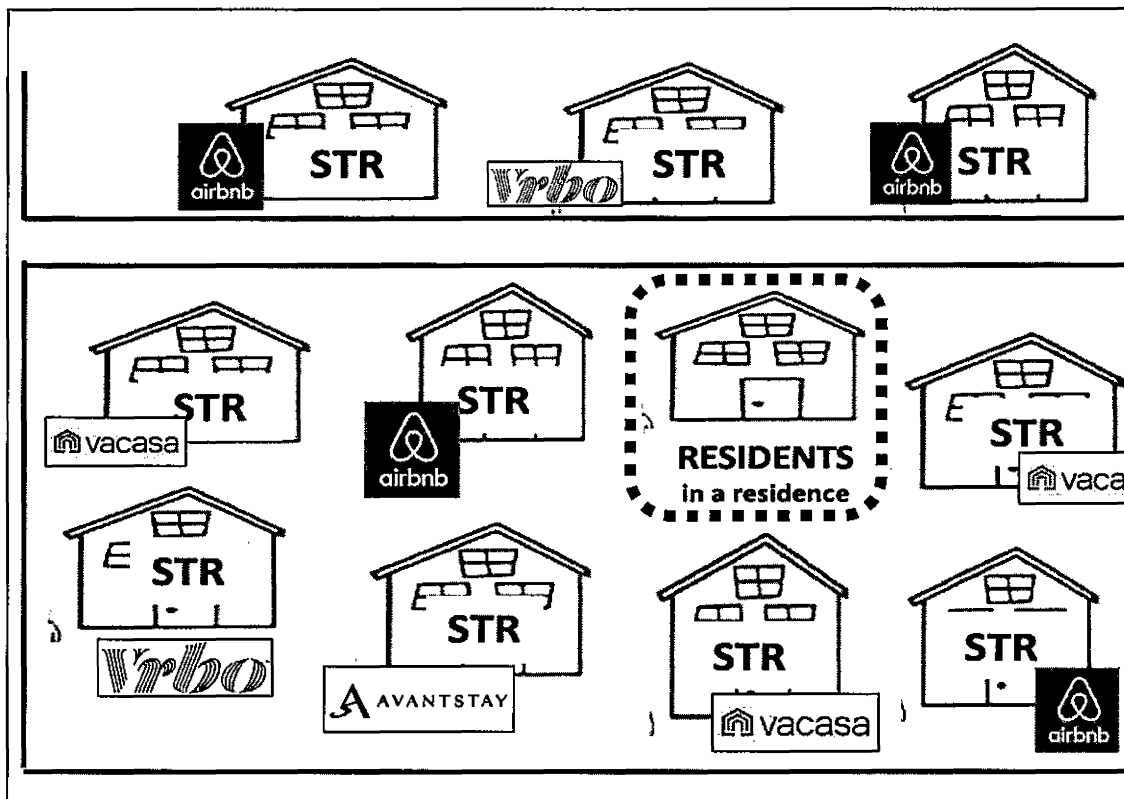 STR
airbnb
STR
Vrbo
STR
airbnb
STR
vacasa
STR
airbnb
RESIDENTS
in a residence
STR
vaca
STR
Vrbo
STR
AVANTSTAY
STR
vacasa
STR
airbnb